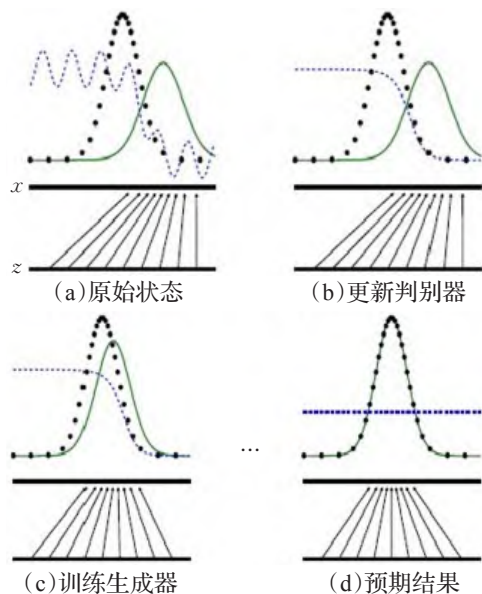 x
z
(a)原始状态
(b)更新判别器
…
(c)训练生成器
(d)预期结果